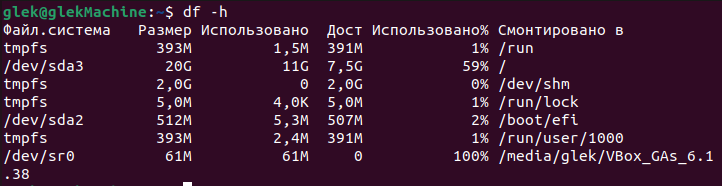 glek@glekMachine:~$ df -h
Файл.система Размер Использовано Дост Использовано% Смонтировано в
tmpfs 393M 1,5M 391M 1% /run
/dev/sda3 20G 11G 7,5G 59% /
tmpfs 2,0G 0 2,0G 0% /dev/shm
tmpfs 5,0M 4,0K 5,0M 1% /run/lock
/dev/sda2 512M 5,3M 507M 2% /boot/efi
tmpfs 393M 2,4M 391M 1% /run/user/1000
/dev/sr0 61M 61M 0 100% /media/glek/VBox_GAs_6.1
.38